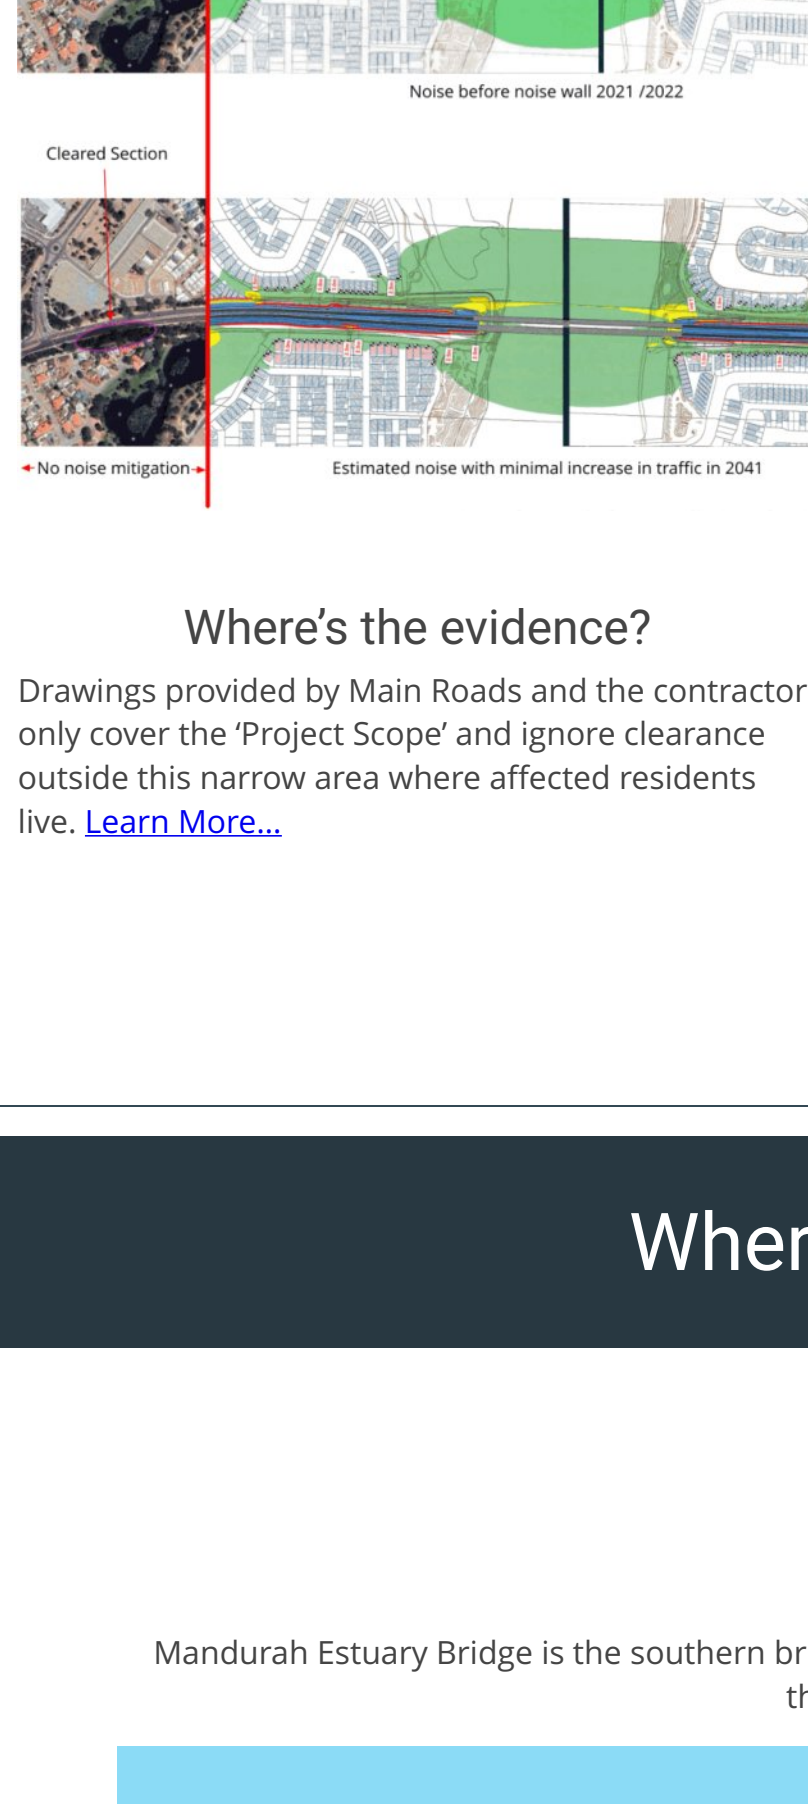 Noise before noise wall 2021 /2022
Cleared Section
No noise mitigation
Estimated noise with minimal increase in traffic in 2041
Where’s the evidence?
Drawings provided by Main Roads and the contractor
only cover the ‘Project Scope’ and ignore clearance
outside this narrow area where affected residents
live. Learn More...
Wher
Mandurah Estuary Bridge is the southern br
th